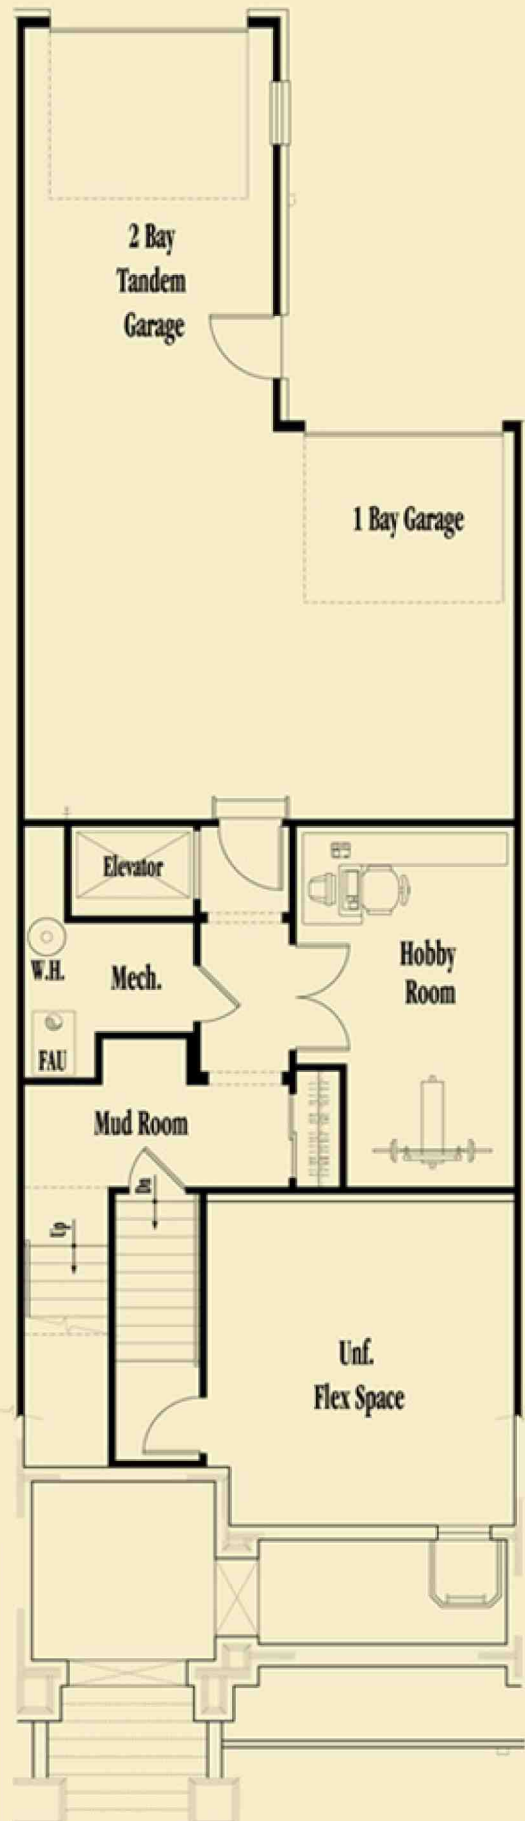 2 Bay
Tandem
Garage
1 Bay Garage
Elevator
W.H.
Mech.
Hobby
Room
FAU
Mud Room
Dn
Up
Unf.
Flex Space